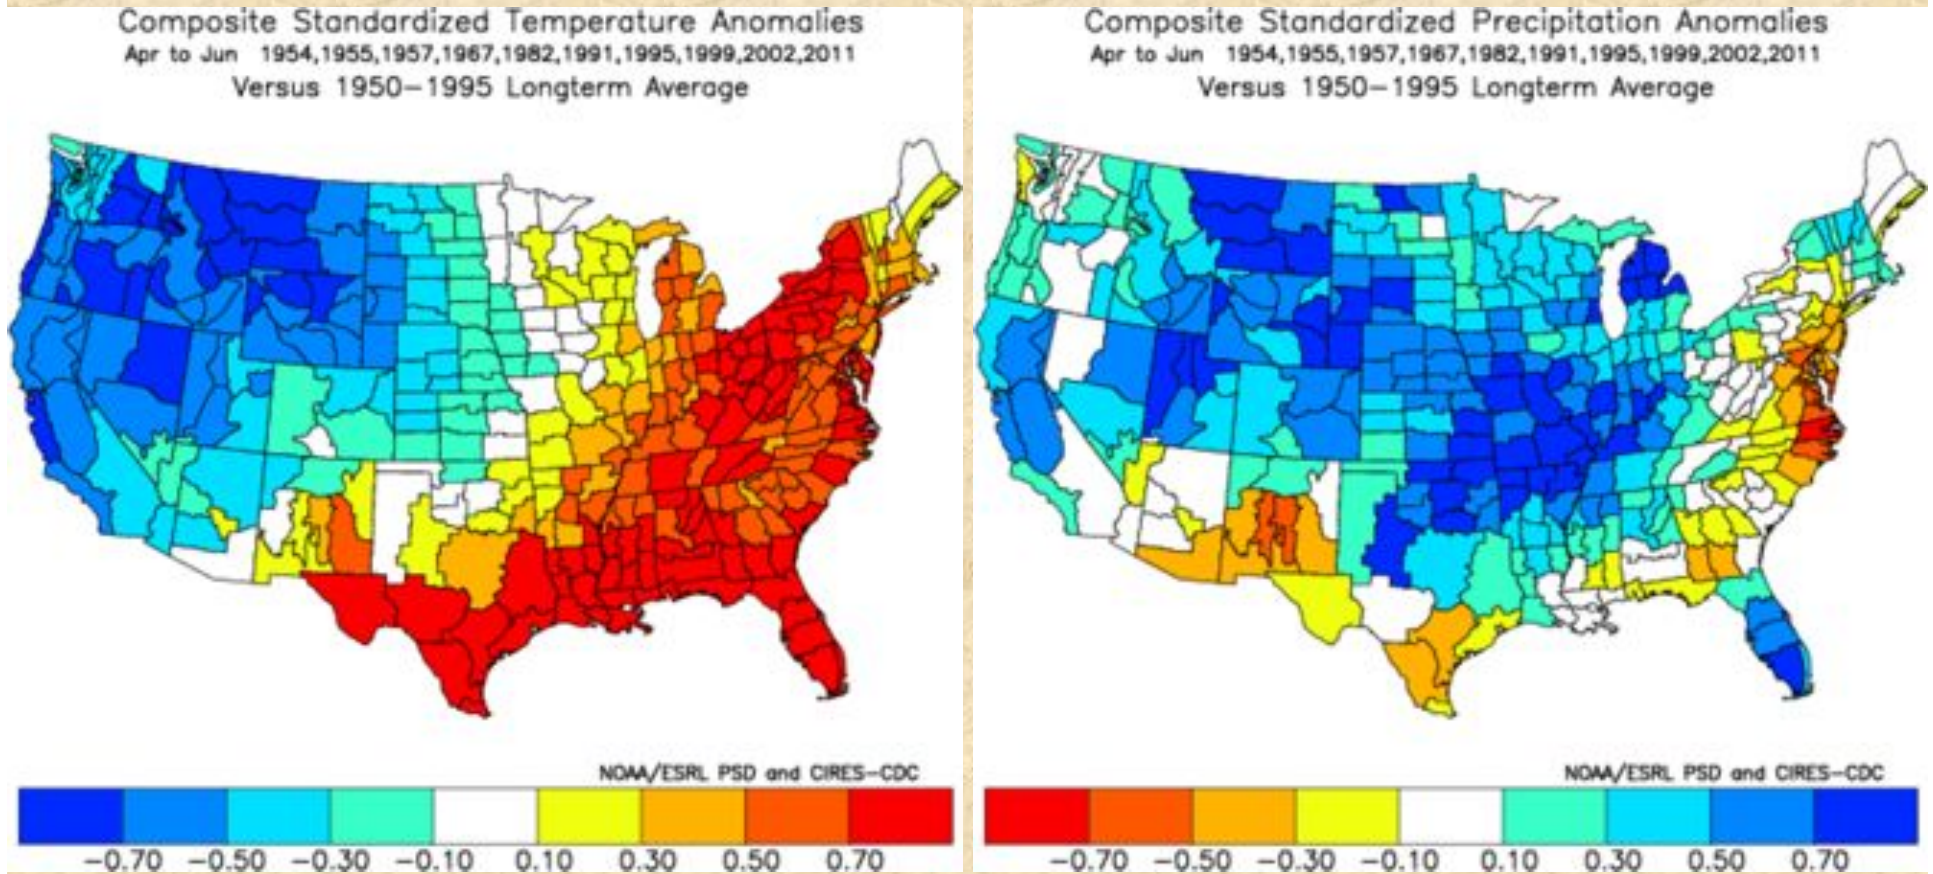 Composite Standardized Temperature Anomalies
Apr to Jun 1954,1955,1957,1967,1982,1991,1995,1999,2002,2011
Versus 1950-1995 Longterm Average
NOAA/ESRL PSD and CIRES-CDC
-0.70 -0.50 -0.30 -0.10 0.10 0.30 0.50 0.70
Composite Standardized Precipitation Anomalies
Apr to Jun 1954,1955,1957,1967,1982,1991,1995,1999,2002,2011
Versus 1950-1995 Longterm Average
NOAA/ESRL PSD and CIRES-CDC
-0.70 -0.50 -0.30 -0.10 0.10 0.30 0.50 0.70